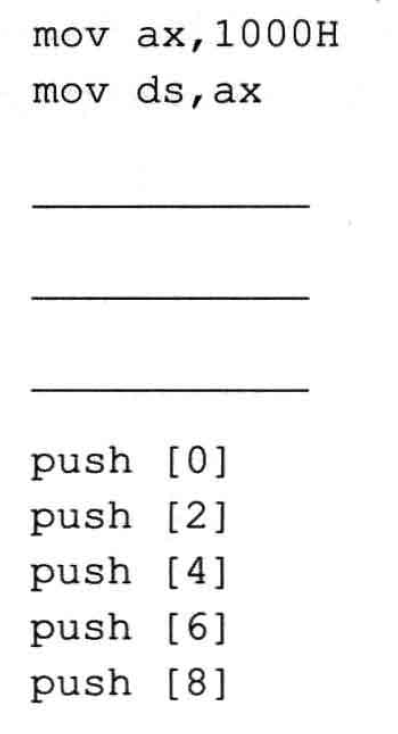 mov ax,1000H
mov ds,ax
push [0]
push [2]
push [4]
push [6]
push [8]